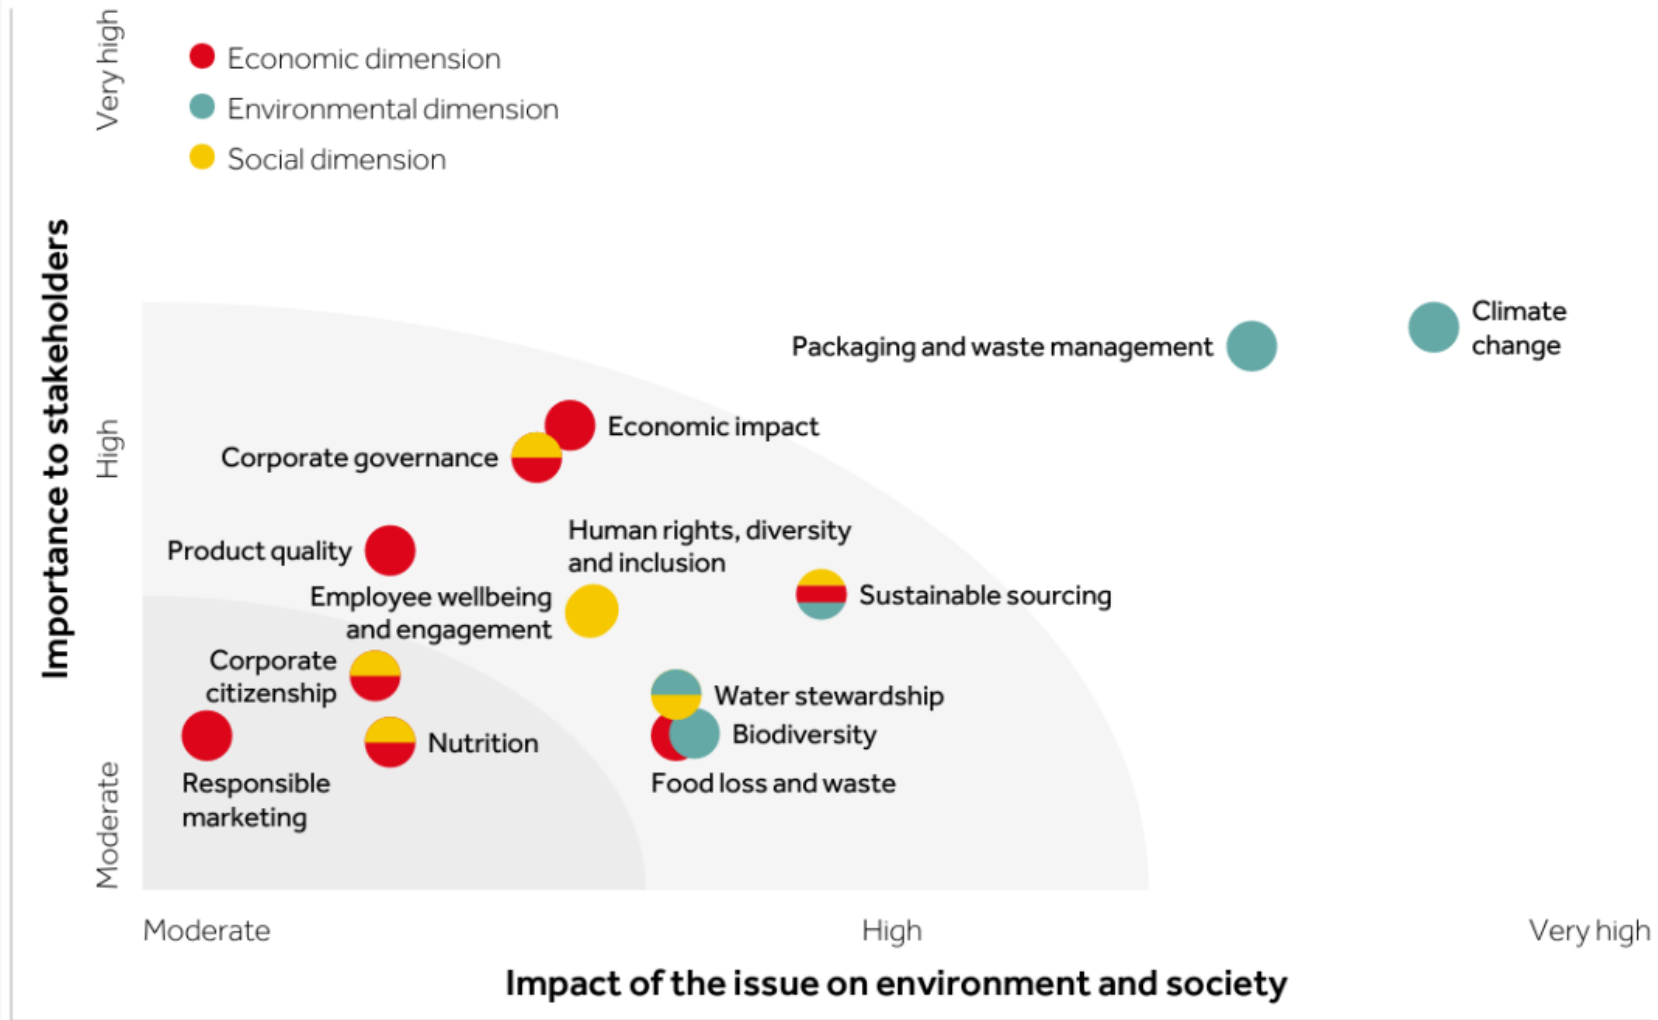 Very high
Economic dimension
Environmental dimension
Social dimension
Importance to stakeholders
Climate
change
Packaging and waste management
Economic impact
High
Corporate governance
Human rights, diversity
and inclusion
Product quality
Employee wellbeing
and engagement
Sustainable sourcing
Corporate
citizenship
Water stewardship
Nutrition
Biodiversity
Responsible
marketing
Food loss and waste
Moderate
Moderate
High
Very high
Impact of the issue on environment and society